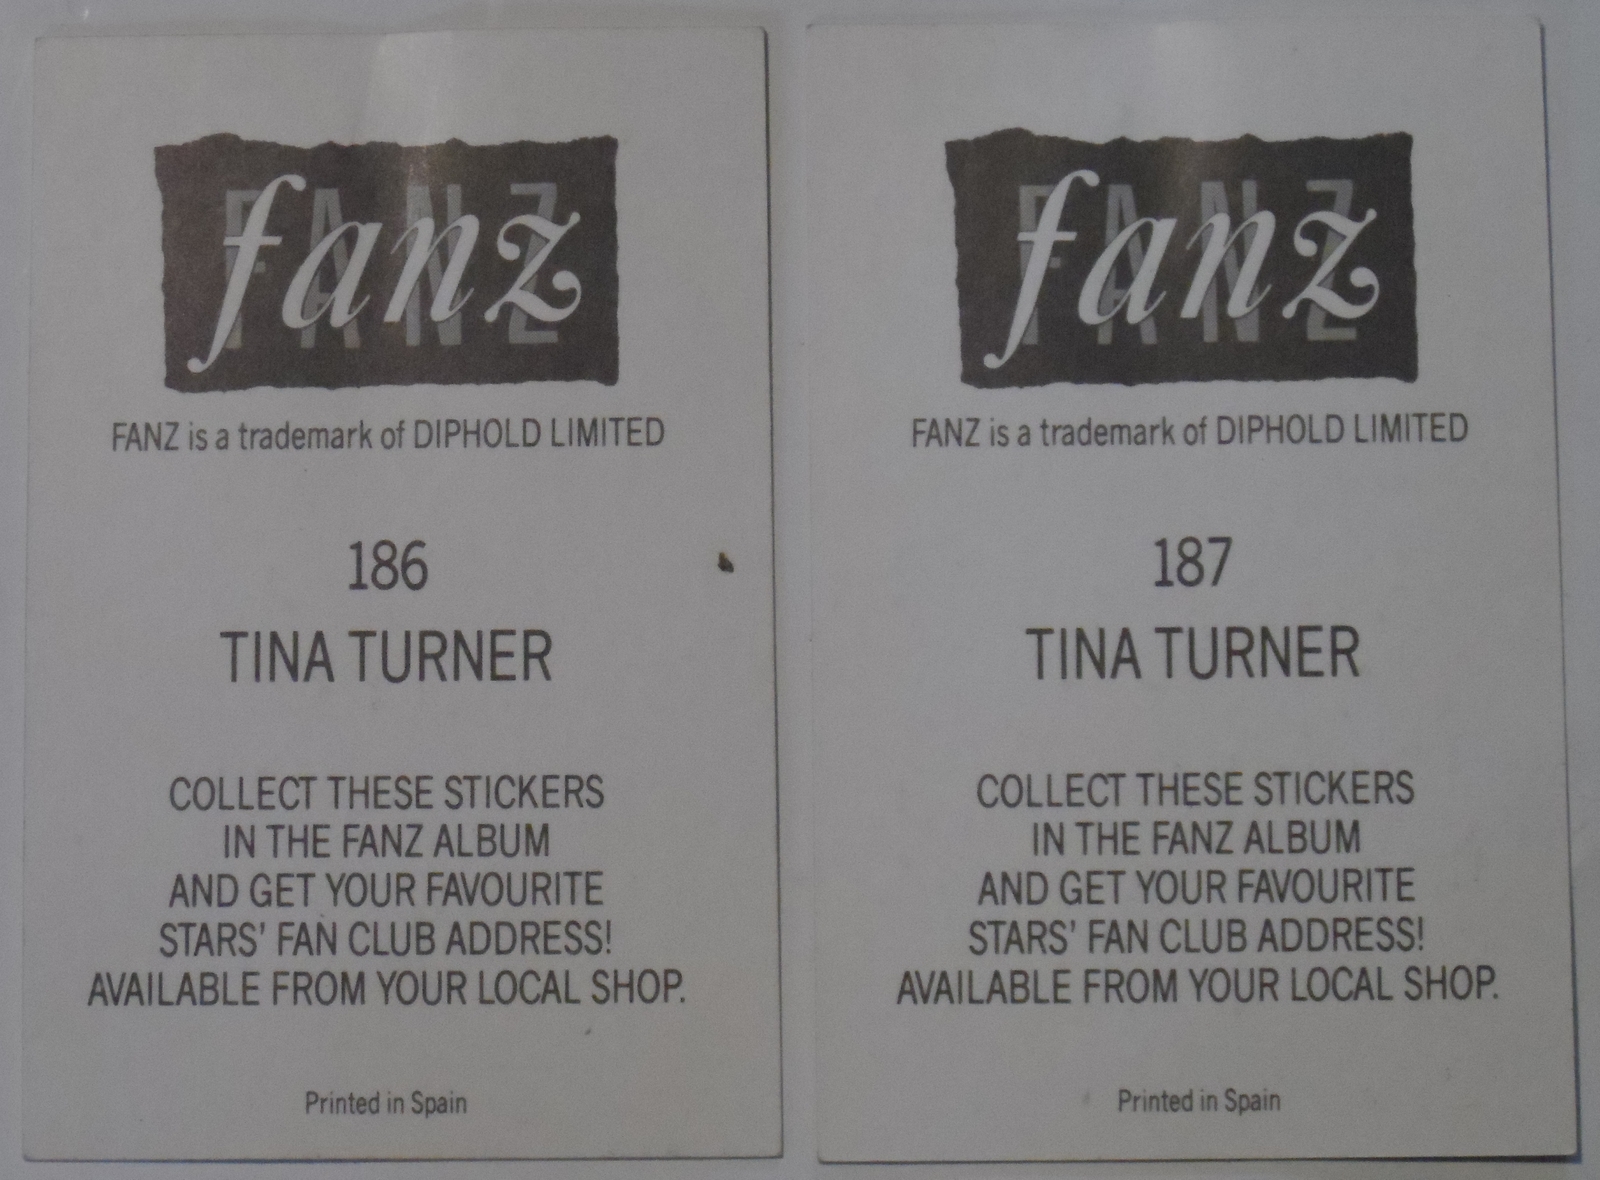 FANZ
fanz
FANZ
FANZ is a trademark of DIPHOLD LIMITED
186
TINA TURNER
COLLECT THESE STICKERS
IN THE FANZ ALBUM
AND GET YOUR FAVOURITE
STARS' FAN CLUB ADDRESS!
AVAILABLE FROM YOUR LOCAL SHOP.
Printed in Spain
FANZ
fanz
FANZ
FANZ is a trademark of DIPHOLD LIMITED
187
TINA TURNER
COLLECT THESE STICKERS
IN THE FANZ ALBUM
AND GET YOUR FAVOURITE
STARS' FAN CLUB ADDRESS!
AVAILABLE FROM YOUR LOCAL SHOP.
Printed in Spain